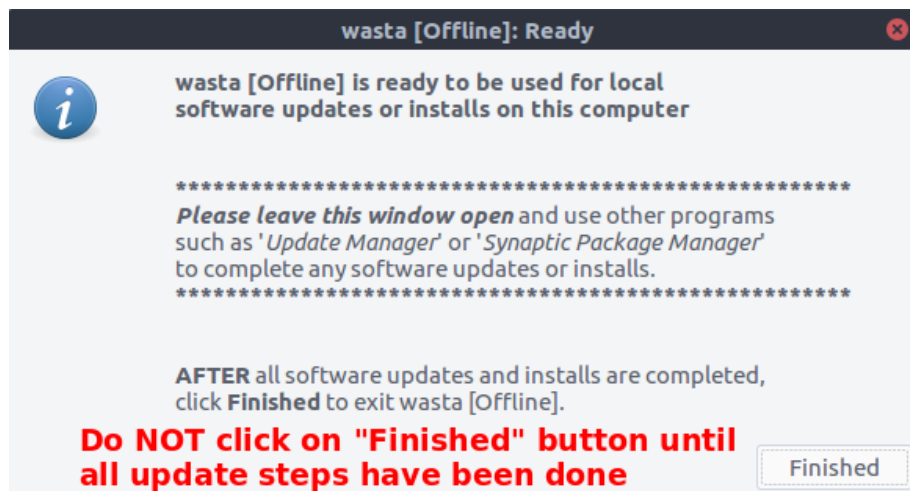 wasta [Offline]: Ready
wasta [Offline] is ready to be used for local
software updates or installs on this computer
******************************************************
Please leave this window open and use other programs
such as 'Update Manager' or 'Synaptic Package Manager'
to complete any software updates or installs.
******************************************************
AFTER all software updates and installs are completed,
click Finished to exit wasta [Offline].
Do NOT click on "Finished" button until
all update steps have been done
Finished